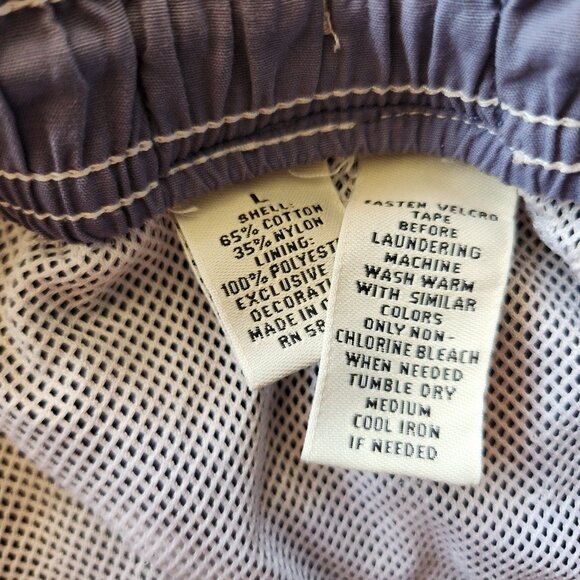 L
SHELL:
65% COTTON
35% NYLON
LINING:
100% POLYEST
EXCLUSIVE
DECORATI
MADE IN C
RN 58
FASTEN VELCRO
TAPE
BEFORE
LAUNDERING
MACHINE
WASH WARM
WITH SIMILAR
COLORS
ONLY NON-
CHLORINE BLEACH
WHEN NEEDED
TUMBLE DRY
MEDIUM
COOL IRON
IF NEEDED